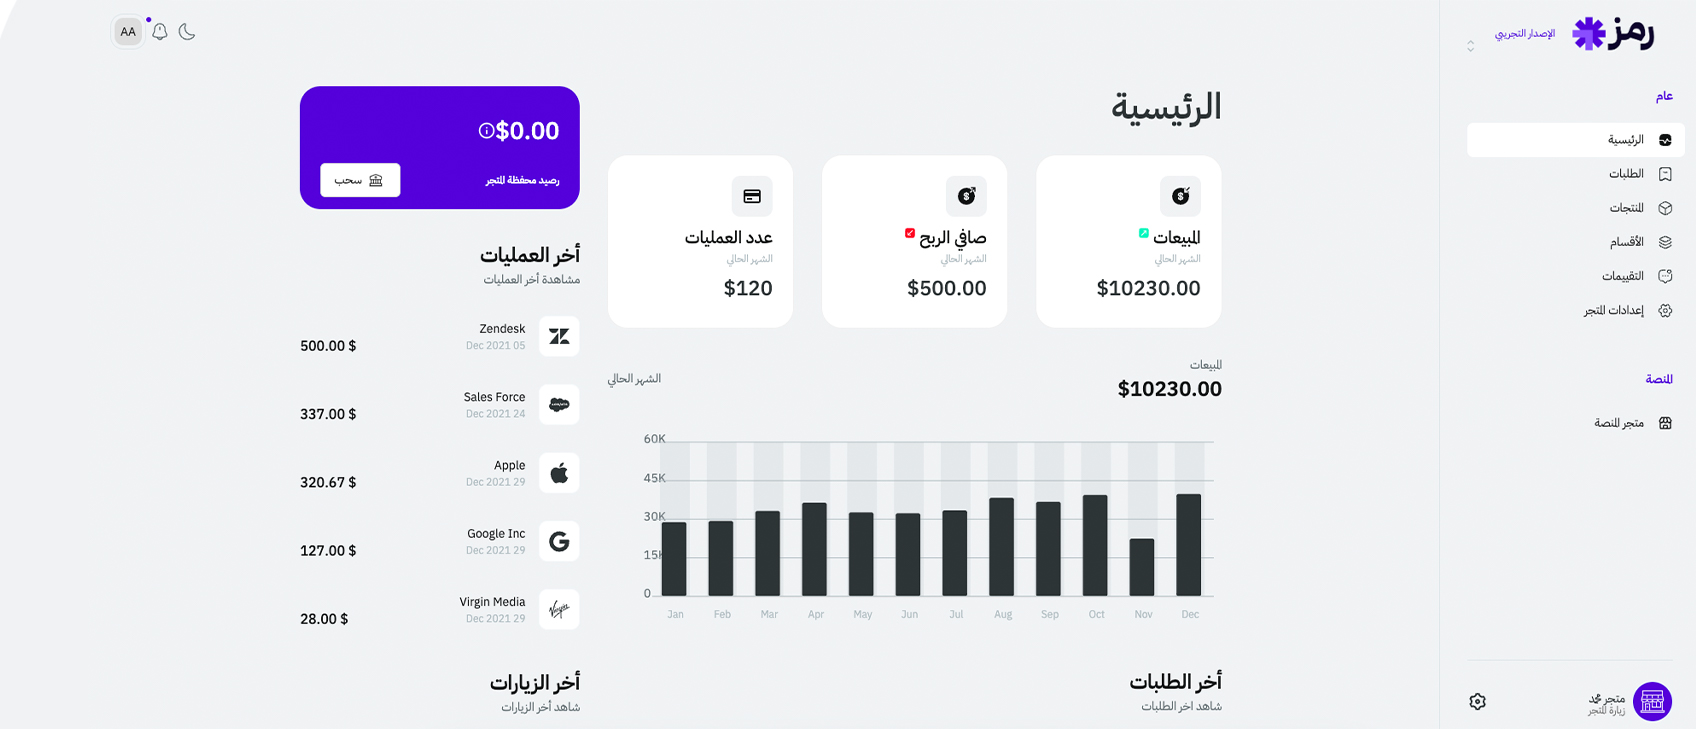 رمز
الإصدار التجريبي
عام
الرئيسية
الطلبات
المنتجات
الأقسام
التقييمات
إعدادات المتجر
المنصة
متجر المنصة
متجر محمد
زيارة المتجر
AA
الرئيسية
المبيعات
الشهر الحالي
$10230.00
صافي الربح
الشهر الحالي
$500.00
عدد العمليات
الشهر الحالي
$120
المبيعات
$10230.00
الشهر الحالي
60K
45K
30K
15K
0
Jan Feb Mar Apr May Jun Jul Aug Sep Oct Nov Dec
أخر الطلبات
شاهد اخر الطلبات
$0.00
رصيد محفظة المتجر
سحب
أخر العمليات
مشاهدة أخر العمليات
Zendesk
Dec 2021 05
500.00 $
Sales Force
Dec 2021 24
337.00 $
Apple
Dec 2021 29
320.67 $
Google Inc
Dec 2021 29
127.00 $
Virgin Media
Dec 2021 29
28.00 $
أخر الزيارات
شاهد أخر الزيارات